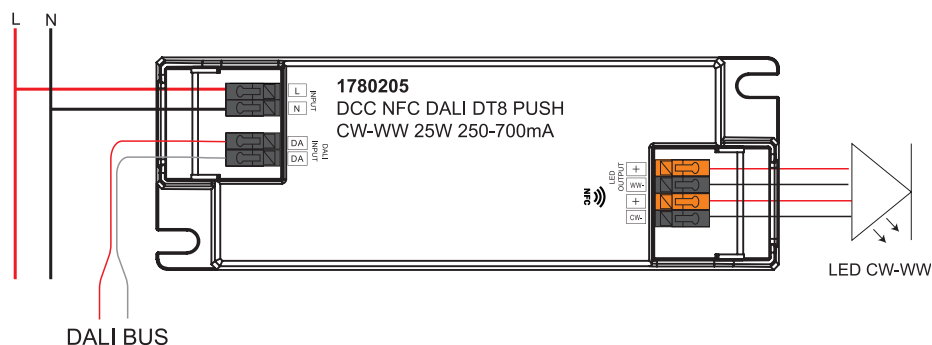 L N
1780205
DCC NFC DALI DT8 PUSH
CW-WW 25W 250-700mA
L
N
INPUT
DA
DA
DALI
INPUT
LED
OUTPUT
+
WW-
+
CW-
NFC
LED CW-WW
DALI BUS